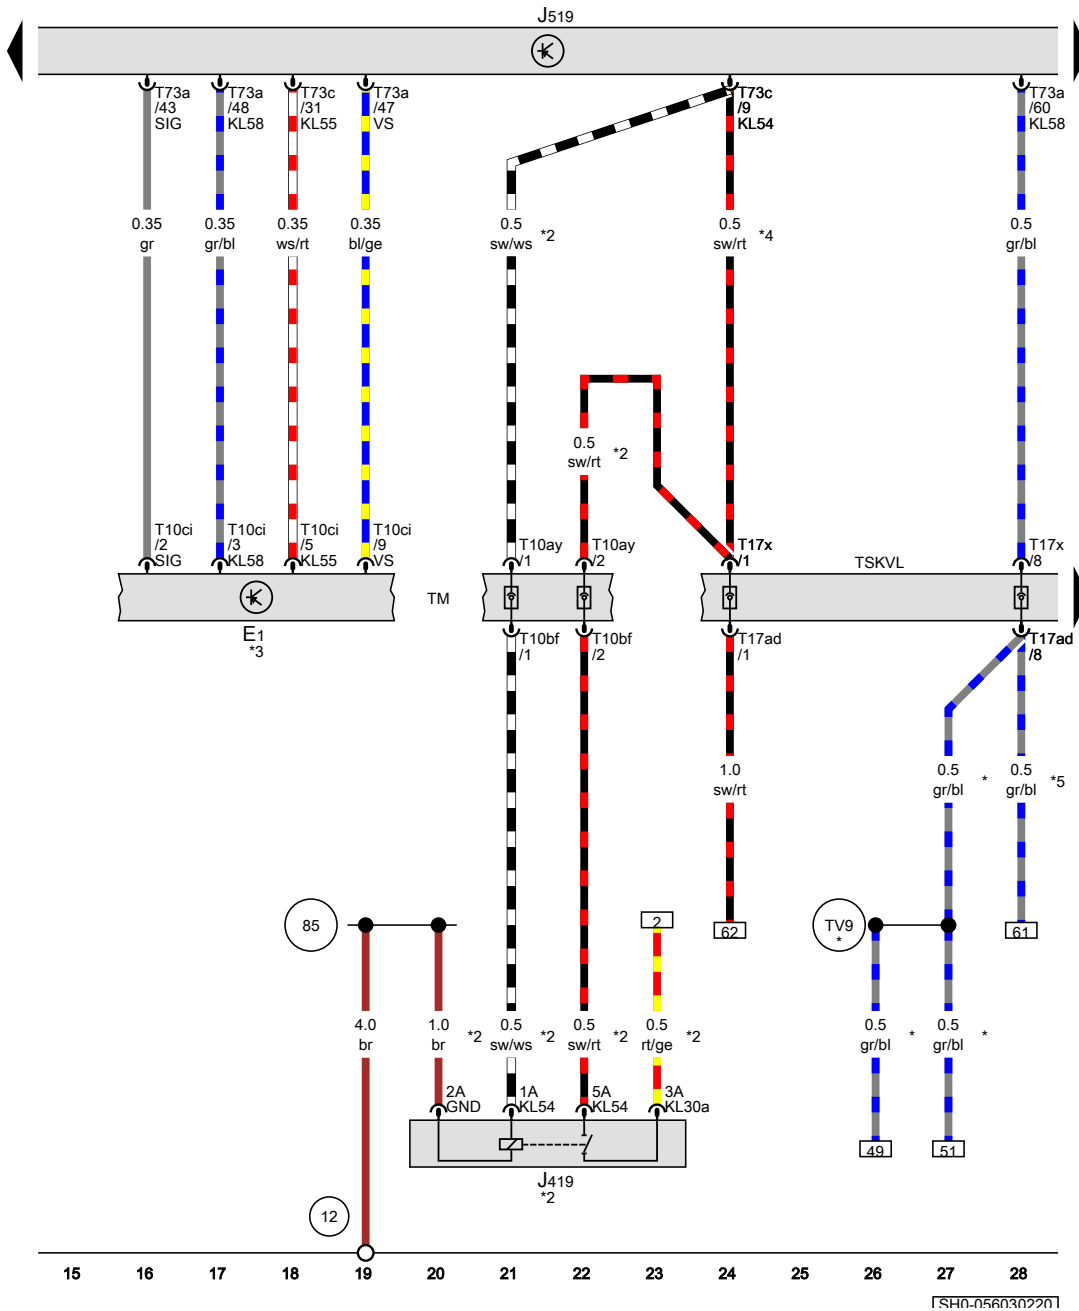 J519
T73a
/43
SIG
T73a
/48
KL58
T73c
/31
KL55
T73a
/47
VS
T73c
/9
KL54
T73a
/60
KL58
0.35
gr
0.35
gr/bl
0.35
ws/rt
0.35
bl/ge
0.5
sw/ws
*2
0.5
sw/rt
*4
0.5
gr/bl
0.5
sw/rt
*2
T10ci
/2
SIG
T10ci
/3
KL58
T10ci
/5
KL55
T10ci
/9
VS
T10ay
/1
T10ay
/2
T17x
/1
TSKVL
T17x
/8
E1
*3
TM
T10bf
/1
T10bf
/2
T17ad
/1
T17ad
/8
1.0
sw/rt
0.5
gr/bl
*
0.5
gr/bl
*5
85
2
62
TV9
*
61
4.0
br
1.0
br
*2
0.5
sw/ws
*2
0.5
sw/rt
*2
0.5
rt/ge
*2
0.5
gr/bl
*
0.5
gr/bl
*
2A
GND
1A
KL54
5A
KL54
3A
KL30a
49
51
J419
*2
12
15 16 17 18 19 20 21 22 23 24 25 26 27 28
SH0-056030220